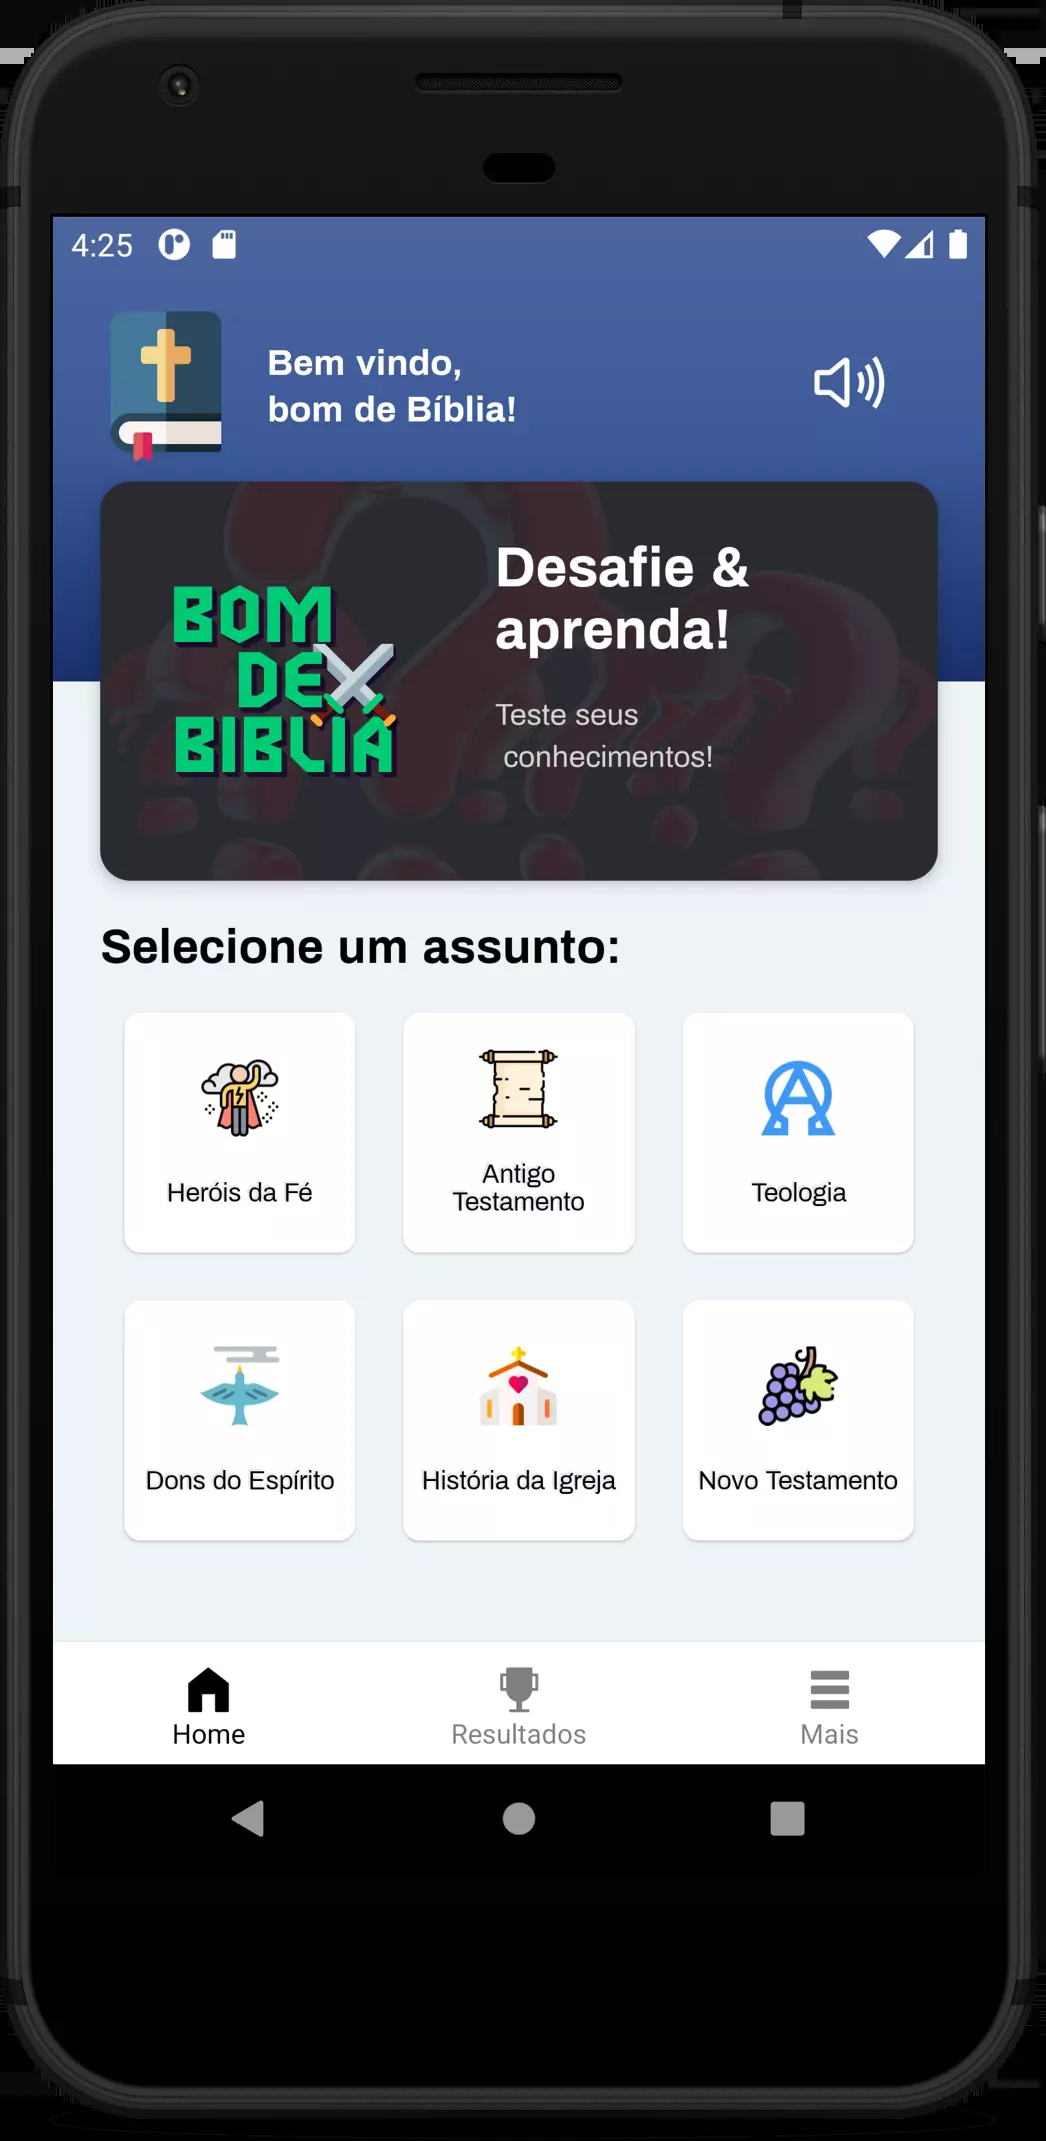 4:25
Bem vindo,
bom de Bíblia!
BOM
DE
BIBLIA
Desafie &
aprenda!
Teste seus
conhecimentos!
Selecione um assunto:
Heróis da Fé
Antigo
Testamento
Teologia
Dons do Espírito
História da Igreja
Novo Testamento
Home
Resultados
Mais